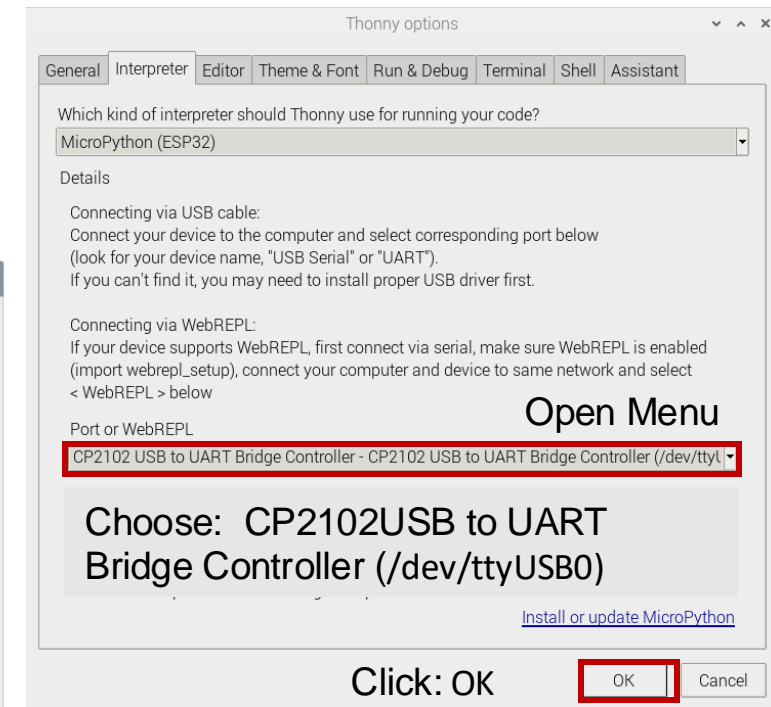 Thonny options
General Interpreter Editor Theme & Font Run & Debug Terminal Shell Assistant
Which kind of interpreter should Thonny use for running your code?
MicroPython (ESP32)
Details
Connecting via USB cable:
Connect your device to the computer and select corresponding port below
(look for your device name, "USB Serial" or "UART").
If you can't find it, you may need to install proper USB driver first.
Connecting via WebREPL:
If your device supports WebREPL, first connect via serial, make sure WebREPL is enabled
(import webrepl_setup), connect your computer and device to same network and select
< WebREPL > below
Open Menu
Port or WebREPL
CP2102 USB to UART Bridge Controller - CP2102 USB to UART Bridge Controller (/dev/ttyU
Choose: CP2102USB to UART
Bridge Controller (/dev/ttyUSB0)
Install or update MicroPython
Click: OK
OK Cancel